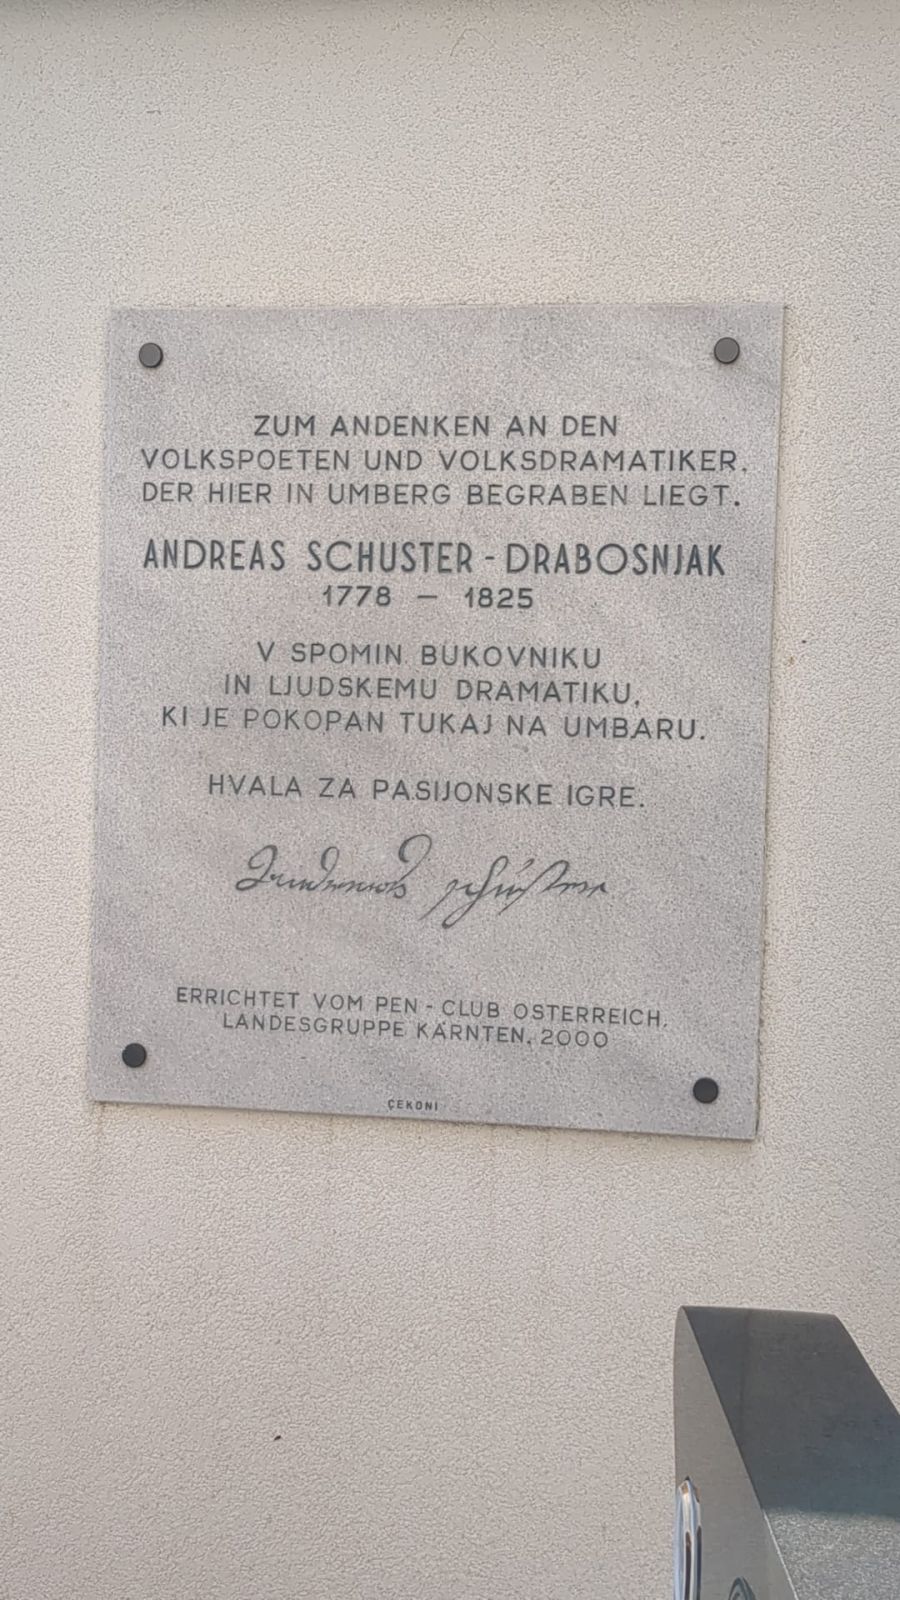 ZUM ANDENKEN AN DEN
VOLKSPOETEN UND VOLKSDRAMATIKER,
DER HIER IN UMBERG BEGRABEN LIEGT.
ANDREAS SCHUSTER - DRABOSNJAK
1778 — 1825
V SPOMIN BUKOVNIKU
IN LJUDSKEMU DRAMATIKU,
KI JE POKOPAN TUKAJ NA UMBARU.
HVALA ZA PASIJONSKE IGRE.
ERRICHTET VOM PEN - CLUB ÖSTERREICH,
LANDESGRUPPE KÄRNTEN, 2000
ČEKONI